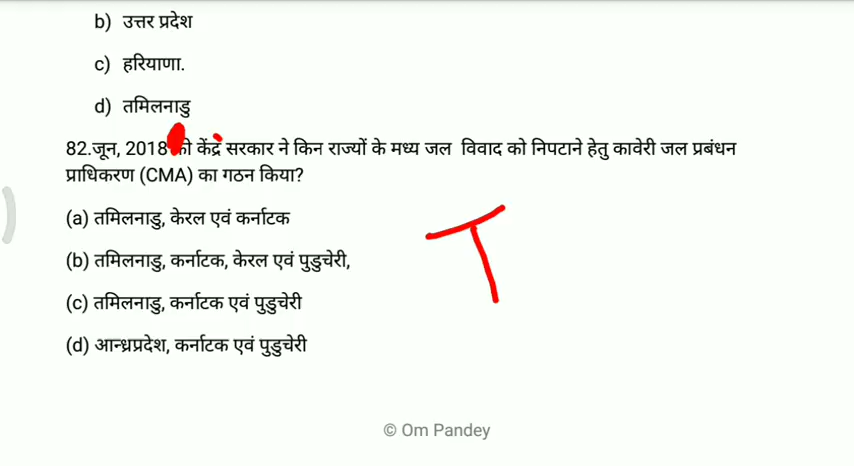 b) उत्तर प्रदेश
c) हरियाणा.
d) तमिलनाडु
82.जून, 2018 को केंद्र सरकार ने किन राज्यों के मध्य जल विवाद को निपटाने हेतु कावेरी जल प्रबंधन
प्राधिकरण (CMA) का गठन किया?
(a) तमिलनाडु, केरल एवं कर्नाटक
(b) तमिलनाडु, कर्नाटक, केरल एवं पुडुचेरी,
(c) तमिलनाडु, कर्नाटक एवं पुडुचेरी
(d) आन्ध्रप्रदेश, कर्नाटक एवं पुडुचेरी
T
© Om Pandey